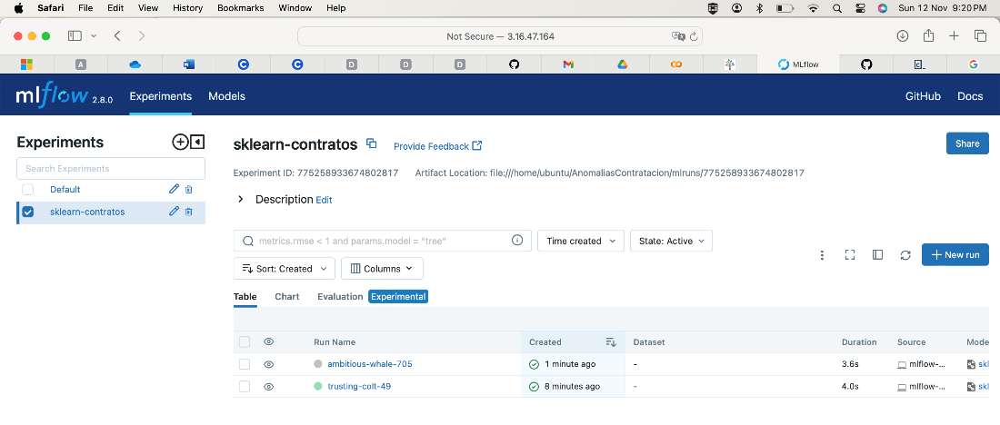 Safari File Edit View History Bookmarks Window Help Sun 12 Nov 9:20 PM
Not Secure — 3.16.47.164
A W C C D D D MLflow C_ G
mlflow 2.8.0 Experiments Models GitHub Docs
Experiments
Search Experiments
Default
sklearn-contratos
sklearn-contratos Provide Feedback Share
Experiment ID: 775258933674802817 Artifact Location: file:///home/ubuntu/AnomaliasContratacion/mlruns/775258933674802817
Description Edit
metrics.rmse < 1 and params.model = "tree" Time created State: Active
Sort: Created Columns + New run
Table Chart Evaluation Experimental
Run Name Created Dataset Duration Source Mode
ambitious-whale-705 1 minute ago - 3.6s mlflow-... skl
trusting-colt-49 8 minutes ago - 4.0s mlflow-... skl